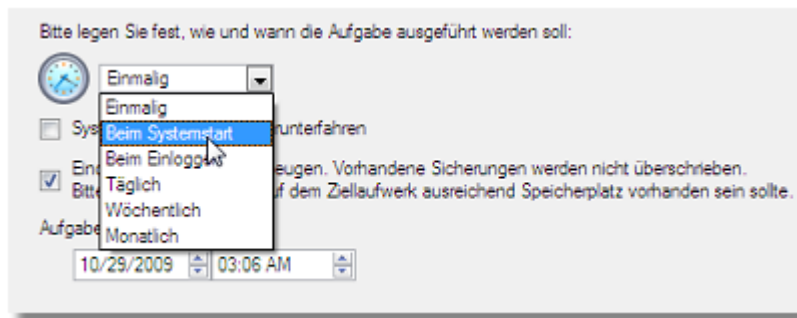 Bitte legen Sie fest, wie und wann die Aufgabe ausgeführt werden soll:
Einmalig
Einmalig
Sys
Beim Systemstart
runterfahren
Beim Einloggen
eugen. Vorhandene Sicherungen werden nicht überschrieben.
Täglich
f dem Ziellaufwerk ausreichend Speicherplatz vorhanden sein sollte.
Wöchentlich
Aufgabe
Monatlich
10/29/2009 03:06 AM